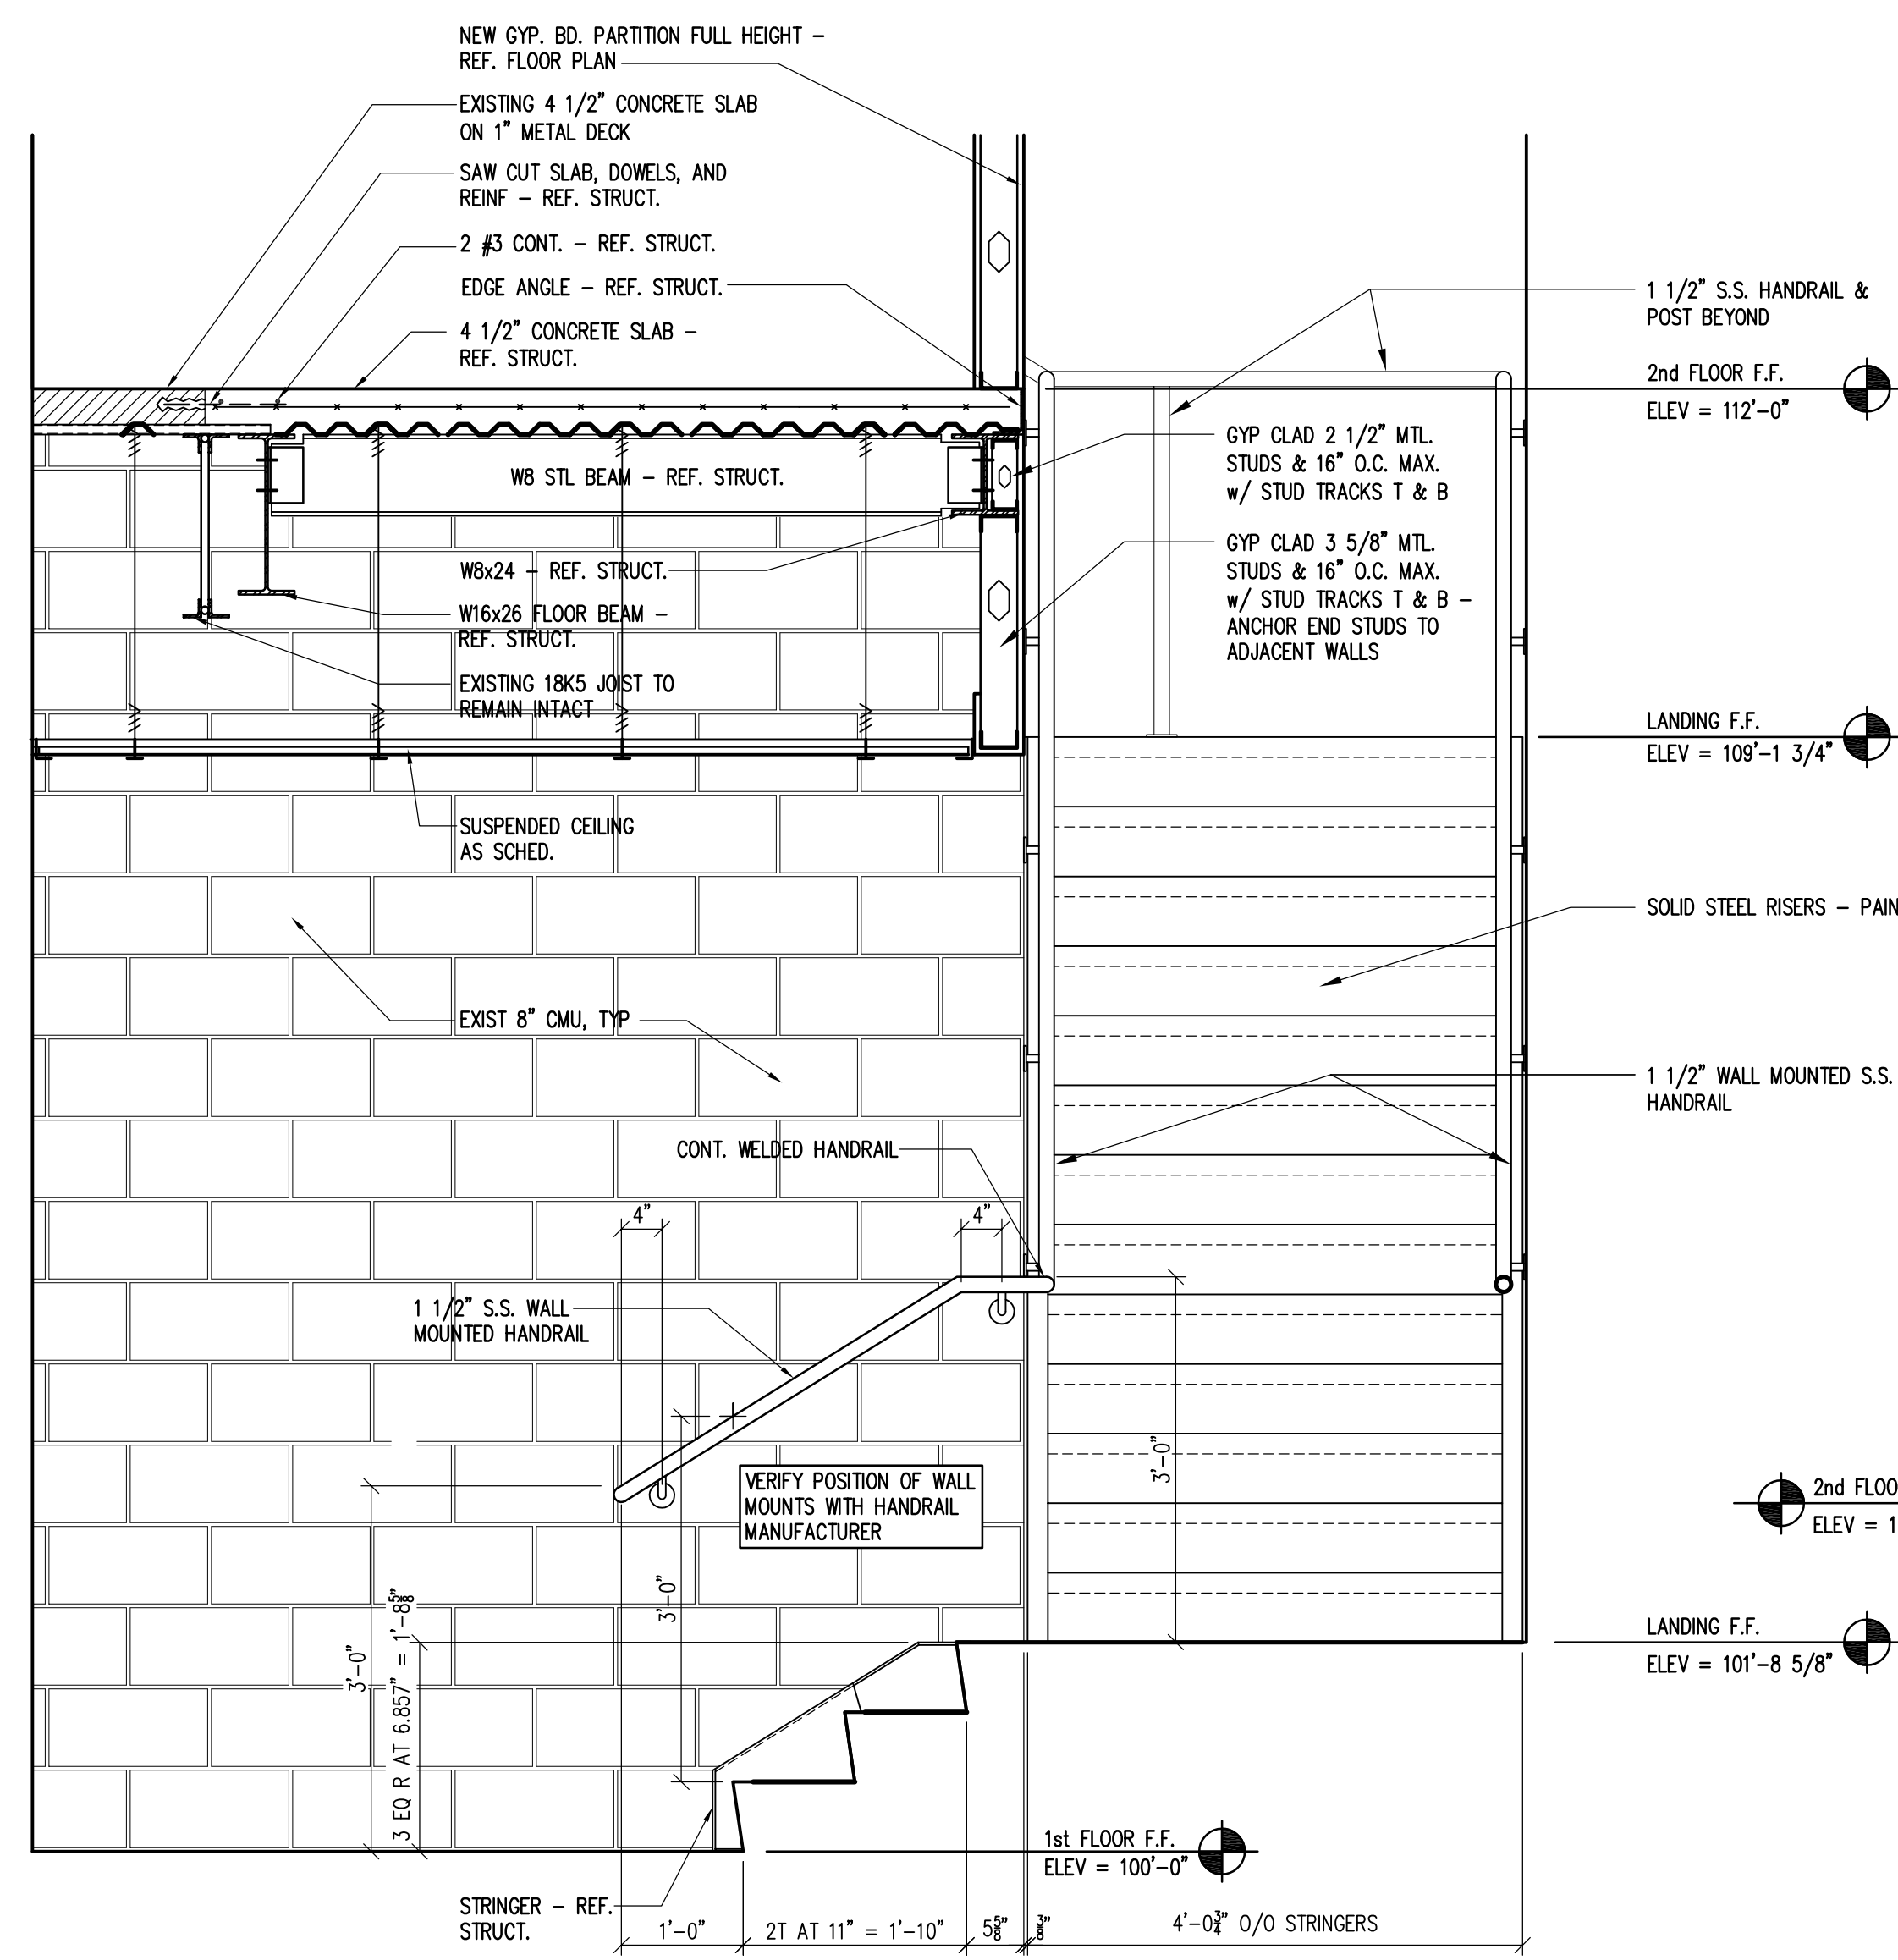 NEW GYP. BD. PARTITION FULL HEIGHT –
REF. FLOOR PLAN
EXISTING 4 1/2” CONCRETE SLAB
ON 1” METAL DECK
SAW CUT SLAB, DOWELS, AND
REINF – REF. STRUCT.
2 #3 CONT. – REF. STRUCT.
EDGE ANGLE – REF. STRUCT.
4 1/2” CONCRETE SLAB –
REF. STRUCT.
1 1/2” S.S. HANDRAIL &
POST BEYOND
2nd FLOOR F.F.
ELEV = 112'–0”
W8 STL BEAM – REF. STRUCT.
GYP CLAD 2 1/2” MTL.
STUDS & 16” O.C. MAX.
w/ STUD TRACKS T & B
W8x24 – REF. STRUCT.
W16x26 FLOOR BEAM –
REF. STRUCT.
GYP CLAD 3 5/8” MTL.
STUDS & 16” O.C. MAX.
w/ STUD TRACKS T & B –
ANCHOR END STUDS TO
ADJACENT WALLS
EXISTING 18K5 JOIST TO
REMAIN INTACT
LANDING F.F.
ELEV = 109'–1 3/4”
SUSPENDED CEILING
AS SCHED.
SOLID STEEL RISERS – PAIN
EXIST 8” CMU, TYP
1 1/2” WALL MOUNTED S.S.
HANDRAIL
CONT. WELDED HANDRAIL
4”
4”
1 1/2” S.S. WALL
MOUNTED HANDRAIL
3'–0”
VERIFY POSITION OF WALL
MOUNTS WITH HANDRAIL
MANUFACTURER
2nd FLOO
ELEV = 1
3'–0”
3'–0”
3 EQ R AT 6.857” = 1'–8⅝”
LANDING F.F.
ELEV = 101'–8 5/8”
1st FLOOR F.F.
ELEV = 100'–0”
STRINGER – REF.
STRUCT.
1'–0”
2T AT 11” = 1'–10”
5⅝”
⅜”
4'–0¾” O/O STRINGERS